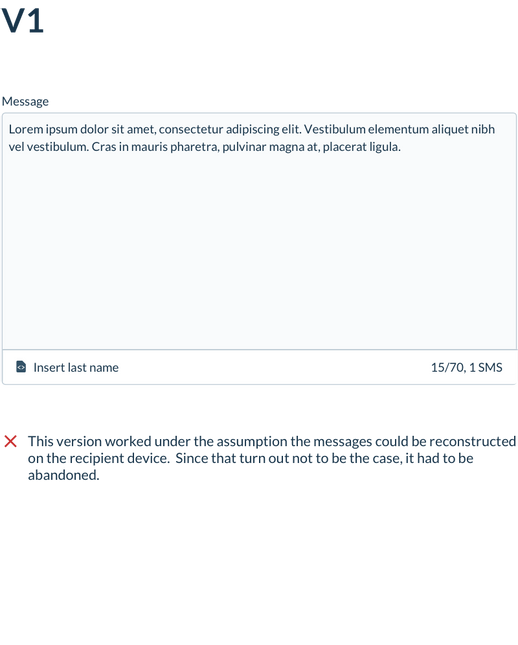 V1
Message
Lorem ipsum dolor sit amet, consectetur adipiscing elit. Vestibulum elementum aliquet nibh
vel vestibulum. Cras in mauris pharetra, pulvinar magna at, placerat ligula.
Insert last name
15/70, 1 SMS
This version worked under the assumption the messages could be reconstructed
on the recipient device.  Since that turn out not to be the case, it had to be
abandoned.